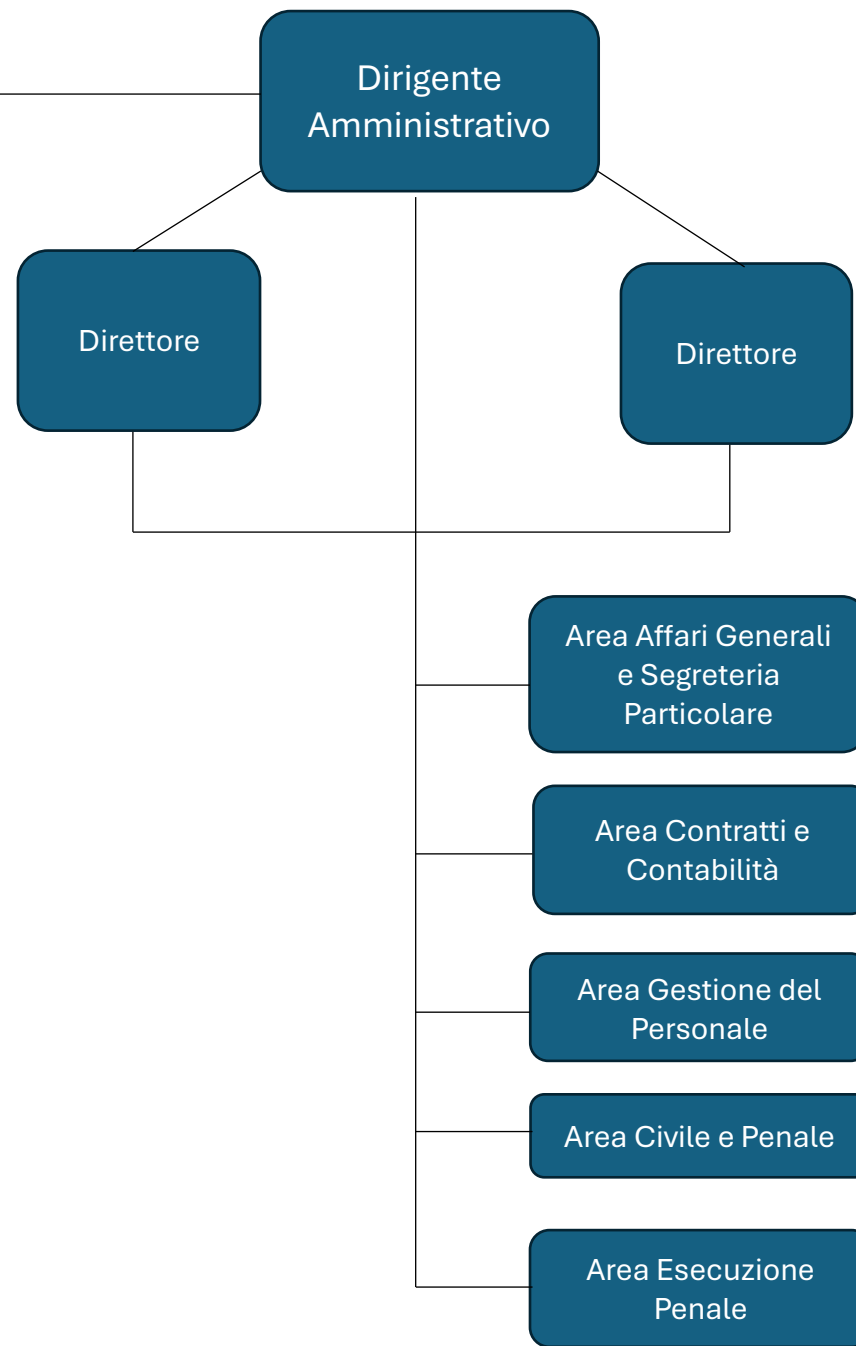 Dirigente
Amministrativo
Direttore
Direttore
Area Affari Generali
e Segreteria
Particolare
Area Contratti e
Contabilità
Area Gestione del
Personale
Area Civile e Penale
Area Esecuzione
Penale